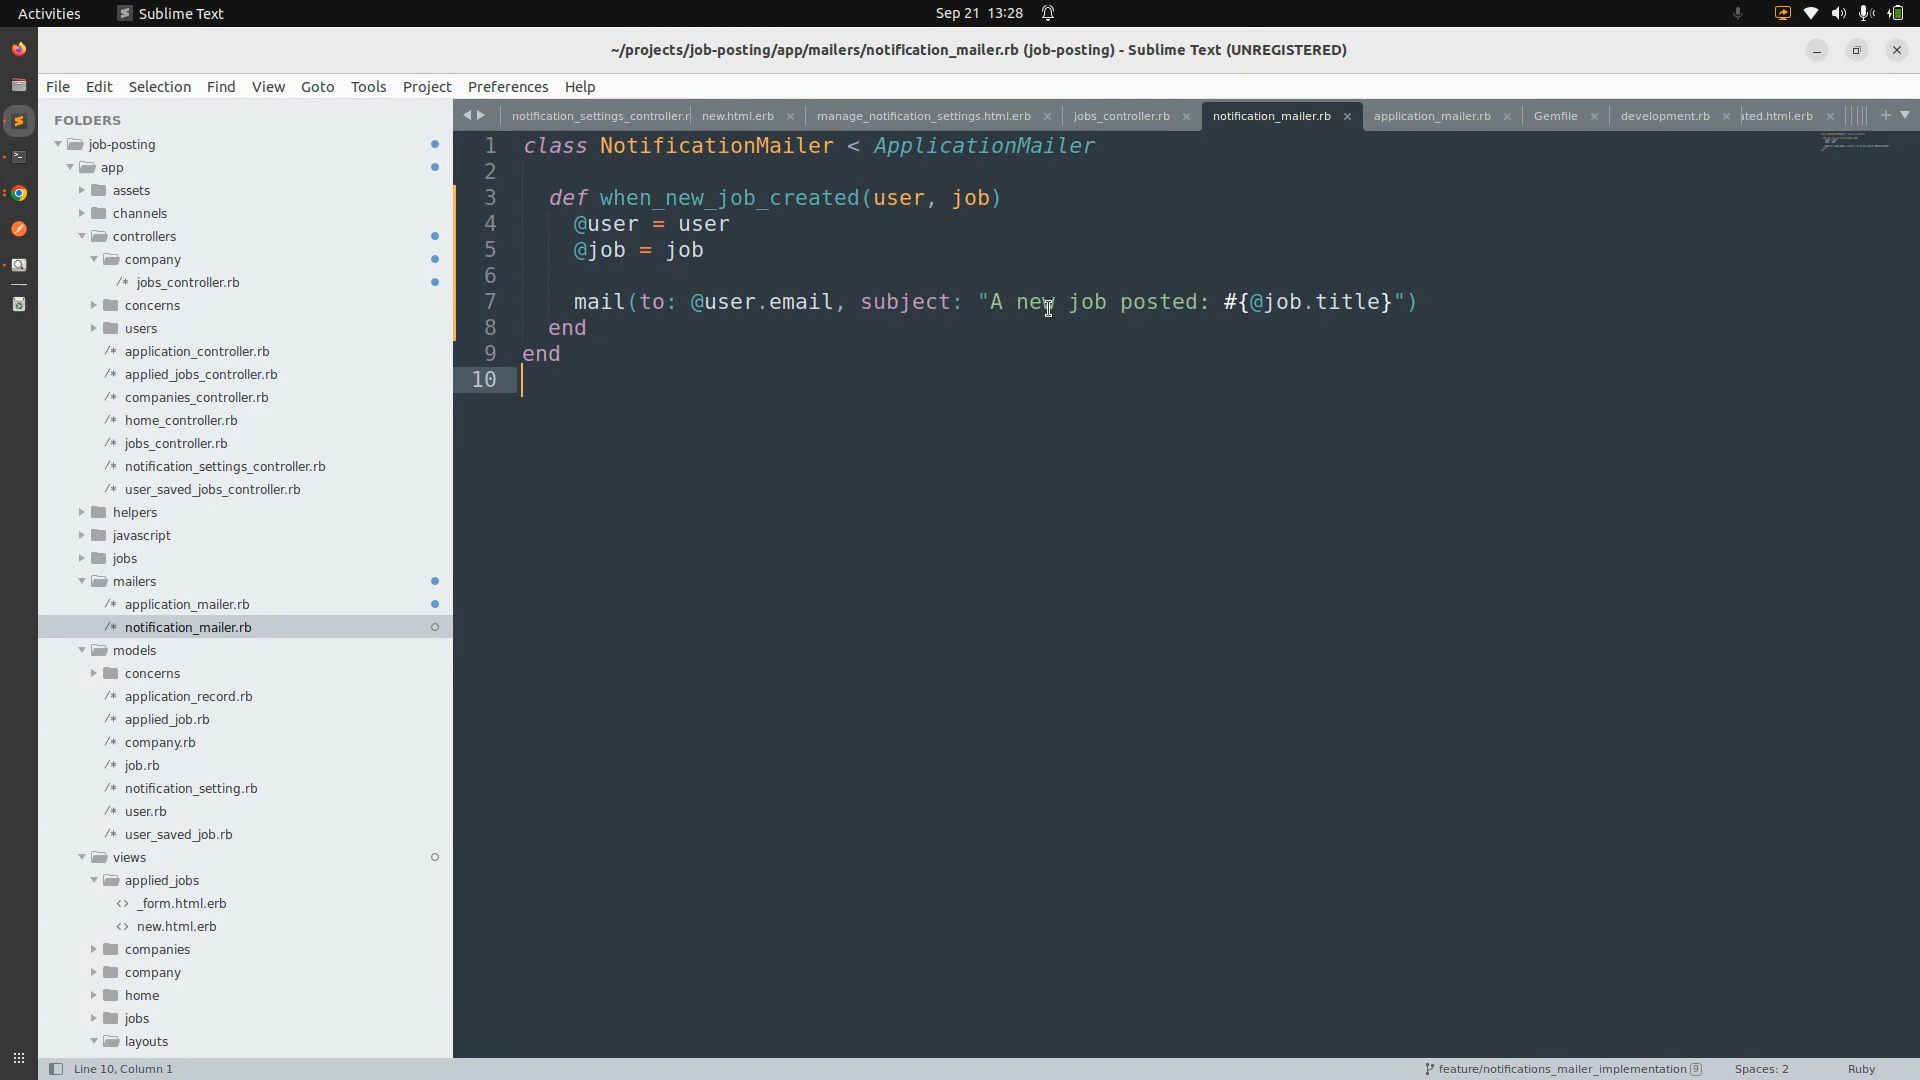 Activities
Sublime Text
Sep 21 13:28
~/projects/job-posting/app/mailers/notification_mailer.rb (job-posting) - Sublime Text (UNREGISTERED)
File Edit Selection Find View Goto Tools Project Preferences Help
FOLDERS
job-posting
app
assets
channels
controllers
company
jobs_controller.rb
concerns
users
application_controller.rb
applied_jobs_controller.rb
companies_controller.rb
home_controller.rb
jobs_controller.rb
notification_settings_controller.rb
user_saved_jobs_controller.rb
helpers
javascript
jobs
mailers
application_mailer.rb
notification_mailer.rb
models
concerns
application_record.rb
applied_job.rb
company.rb
job.rb
notification_setting.rb
user.rb
user_saved_job.rb
views
applied_jobs
_form.html.erb
new.html.erb
companies
company
home
jobs
layouts
notification_settings_controller.r new.html.erb manage_notification_settings.html.erb jobs_controller.rb notification_mailer.rb application_mailer.rb Gemfile development.rb ated.html.erb
1 class NotificationMailer < ApplicationMailer
2
3 def when_new_job_created(user, job)
4 @user = user
5 @job = job
6
7 mail(to: @user.email, subject: "A new job posted: #{@job.title}")
8 end
9 end
10
Line 10, Column 1
feature/notifications_mailer_implementation 9
Spaces: 2
Ruby